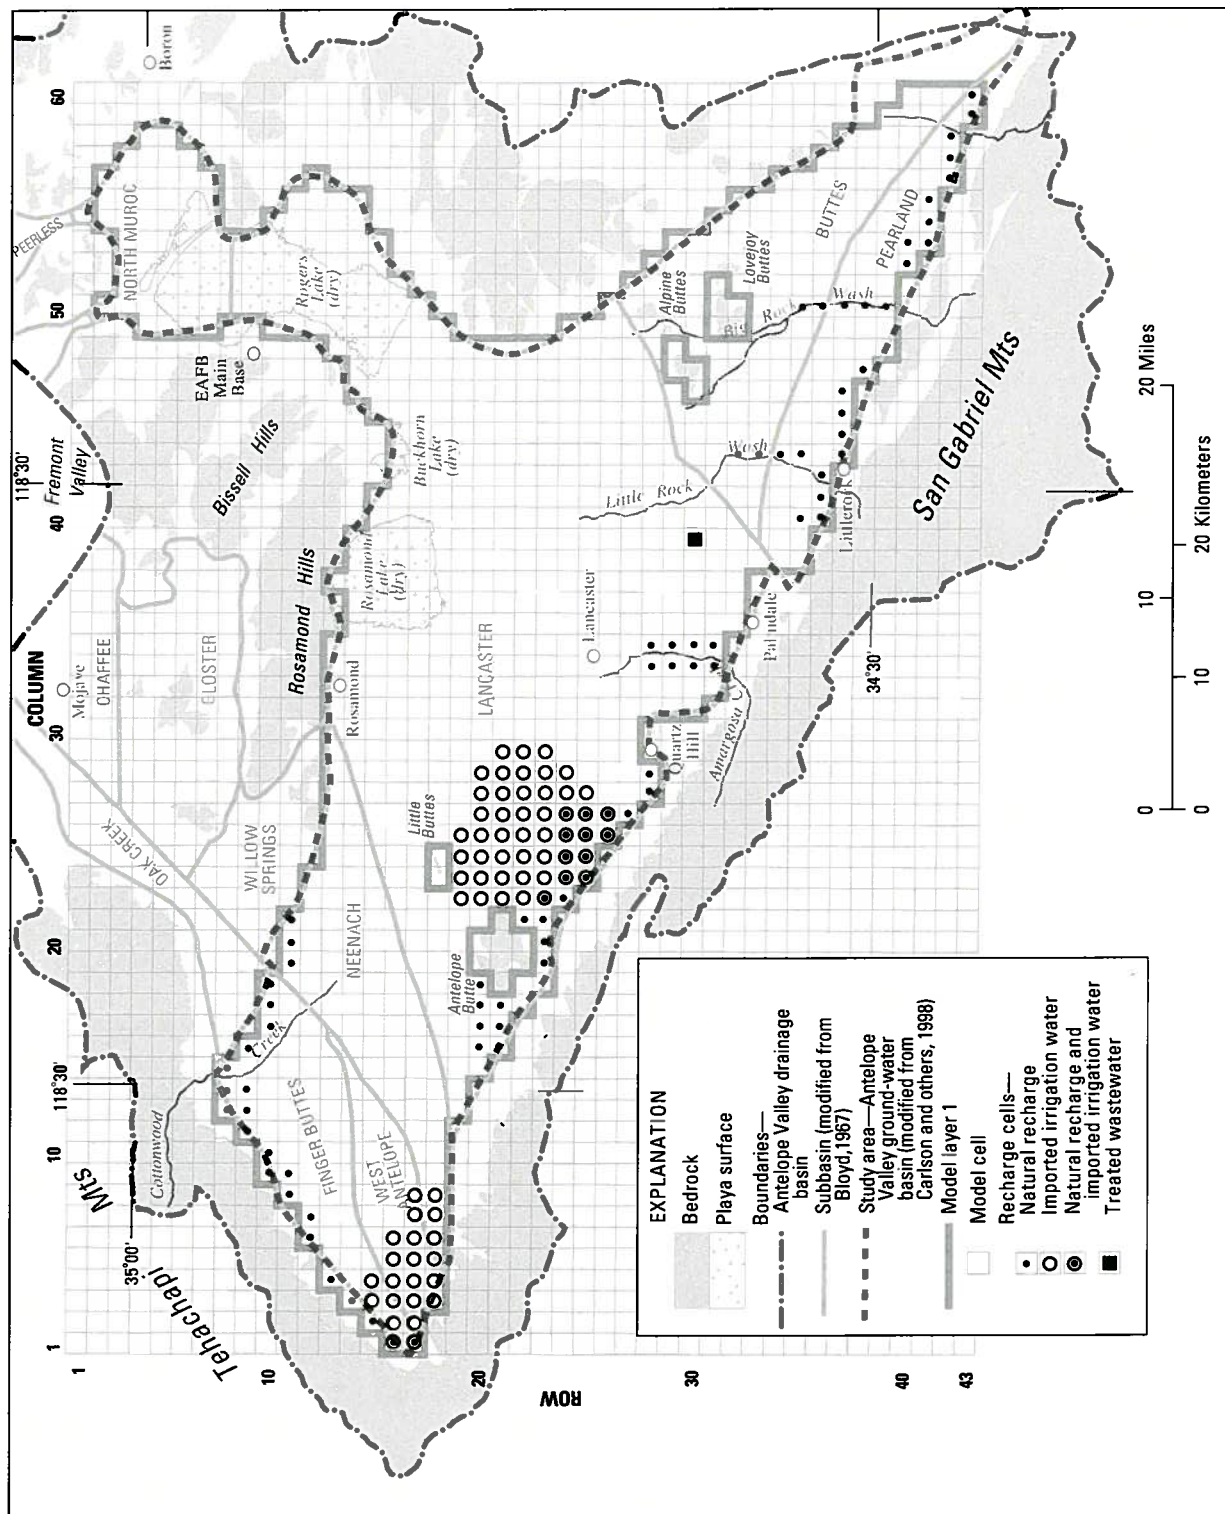 COLUMN
1
10
20
30
40
50
60
ROW
1
10
20
30
40
43
118°30'
118°30'
35°00'
34°30'
Tehachapi
Mts
Cottonwood
Creek
FINGER BUTTES
WEST
ANTELOPE
NEENACH
OAK CREEK
WILLOW
SPRINGS
Mojave
CHAFFEE
GLOSTER
Fremont
Valley
Bissell Hills
Rosamond Hills
Rosamond
Rosamond
Lake
(dry)
Buckhorn
Lake
(dry)
EAFB
Main
Base
Rogers
Lake
(dry)
NORTH MUROC
PEERLESS
Boron
Little
Buttes
Antelope
Butte
LANCASTER
Lancaster
Quartz
Hill
Amargosa
Palmdale
Little Rock
Wash
Littlerock
Alpine
Buttes
Lovejoy
Buttes
Big Rock
Wash
BUTTES
PEARLAND
San Gabriel Mts
0
10
20 Miles
0
10
20 Kilometers
EXPLANATION
Bedrock
Playa surface
Boundaries—
Antelope Valley drainage
basin
Subbasin (modified from
Bloyd,1967)
Study area—Antelope
Valley ground-water
basin (modified from
Carlson and others, 1998)
Model layer 1
Model cell
Recharge cells—
Natural recharge
Imported irrigation water
Natural recharge and
imported irrigation water
Treated wastewater